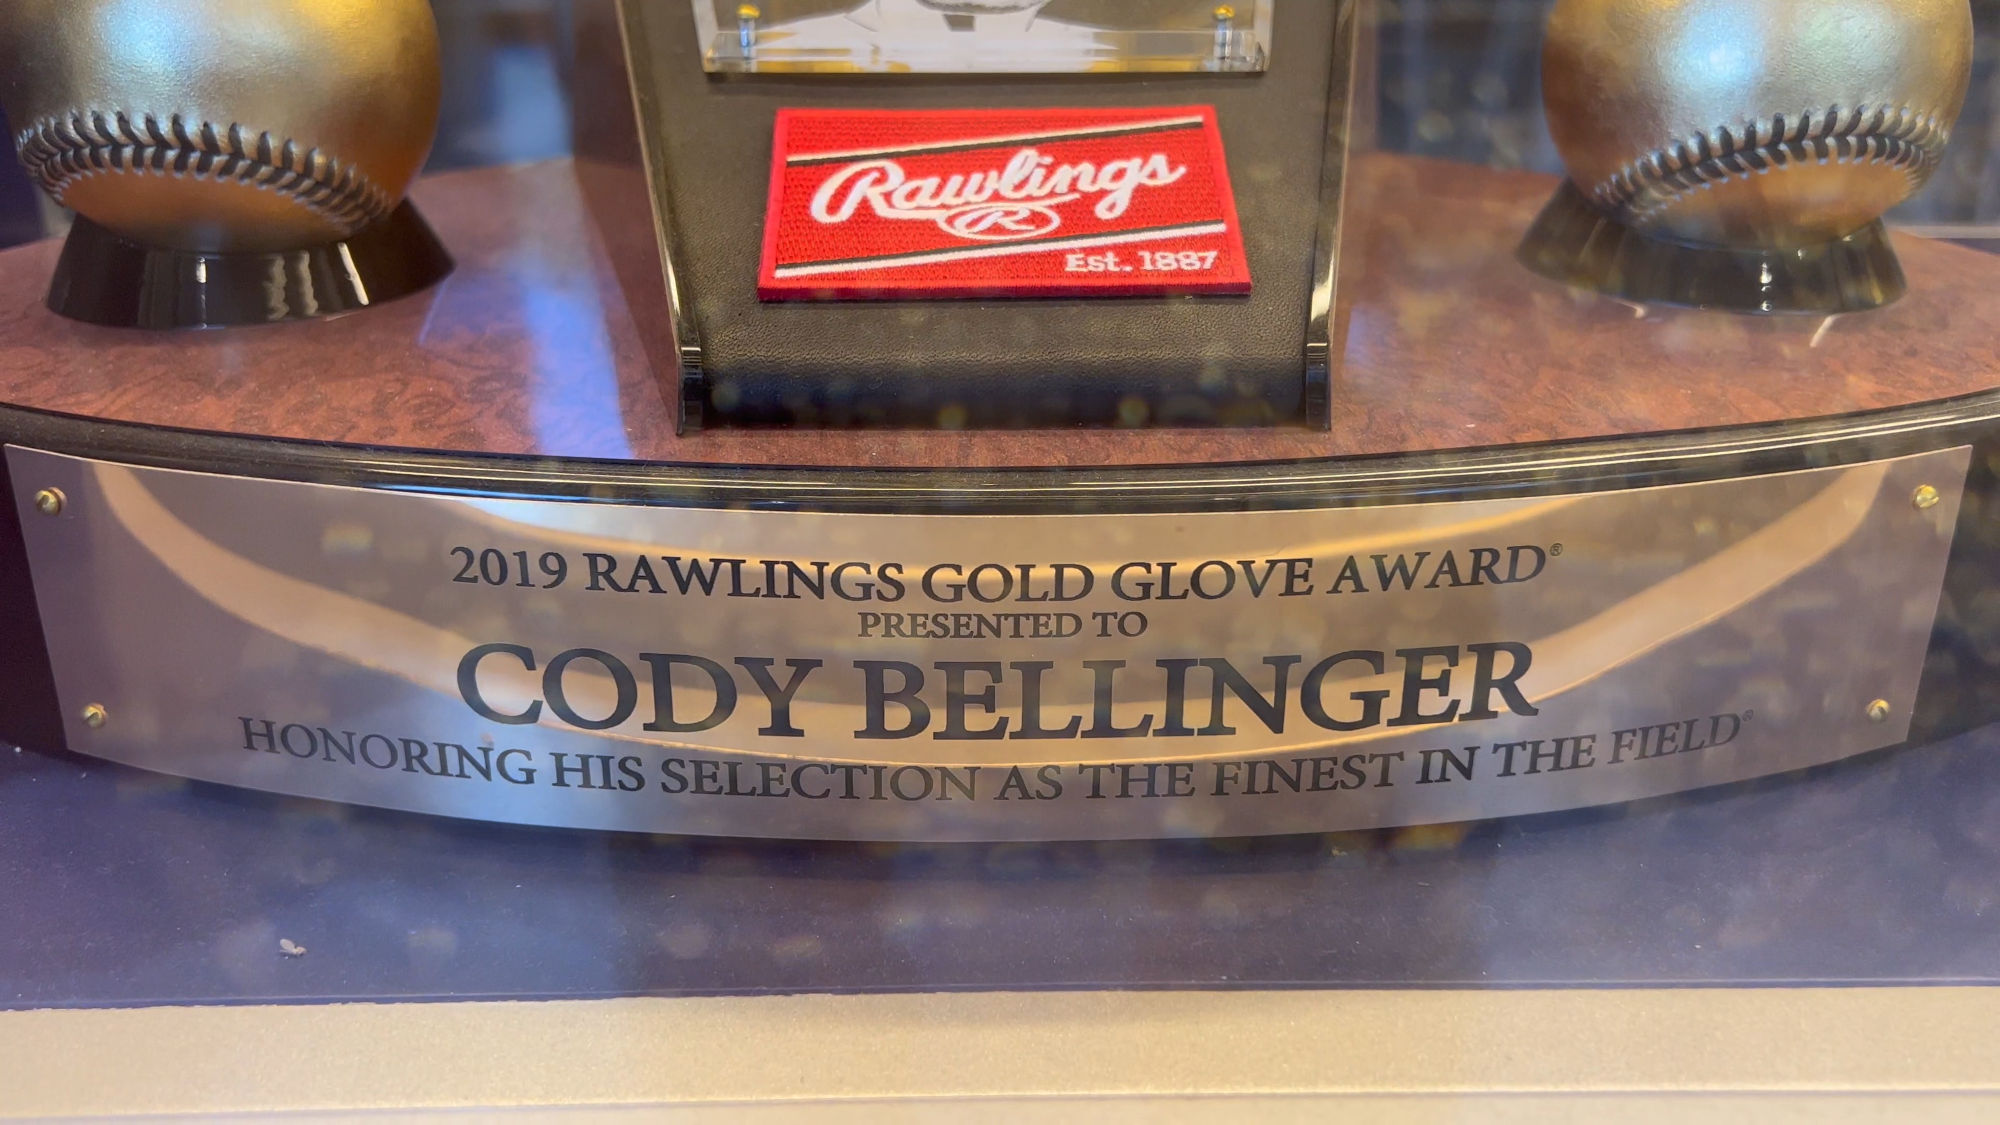 Rawlings
R
Est. 1887
2019 RAWLINGS GOLD GLOVE AWARD®
PRESENTED TO
CODY BELLINGER
HONORING HIS SELECTION AS THE FINEST IN THE FIELD®